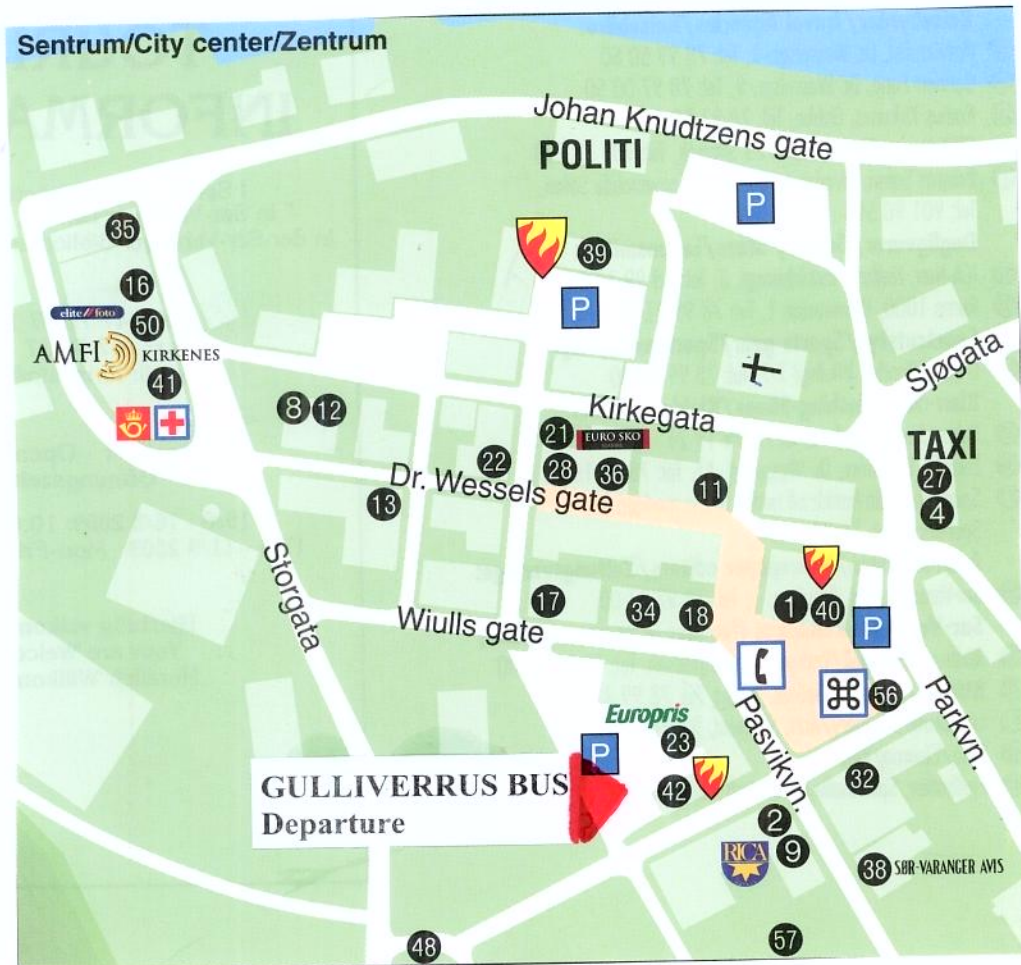 Sentrum/City center/Zentrum
Johan Knudtzens gate
POLITI
P
35
39
16
P
elite foto
50
AMFI KIRKENES
Sjøgata
41
8 12
Kirkegata
21
EURO SKO
TAXI
22
28
36
27
Dr. Wessels gate
11
4
13
Storgata
17
34
18
1
40
P
Wiulls gate
56
Parkvn.
Europris
Pasvikvn.
23
P
GULLIVERRUS BUS
Departure
42
32
2
RICA
9
38 SØR-VARANGER AVIS
48
57